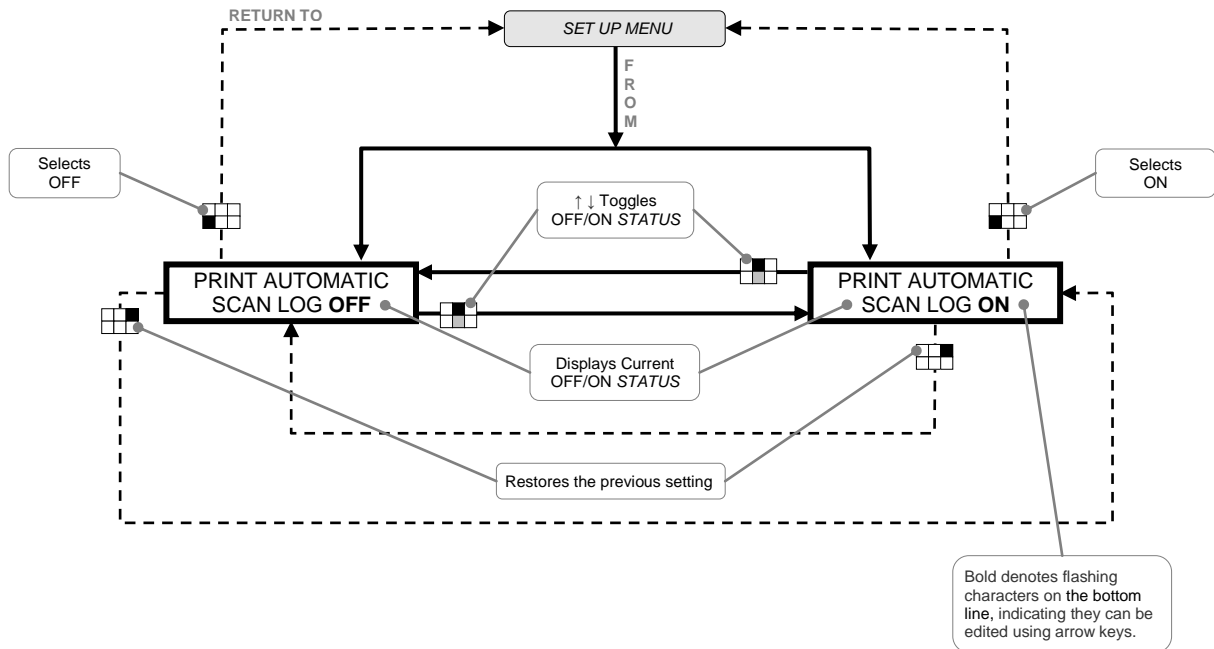 RETURN TO
SET UP MENU
F
R
O
M
Selects
OFF
↑↓ Toggles
OFF/ON STATUS
Selects
ON
PRINT AUTOMATIC
SCAN LOG OFF
PRINT AUTOMATIC
SCAN LOG ON
Displays Current
OFF/ON STATUS
Restores the previous setting
Bold denotes flashing
characters on the bottom
line, indicating they can be
edited using arrow keys.